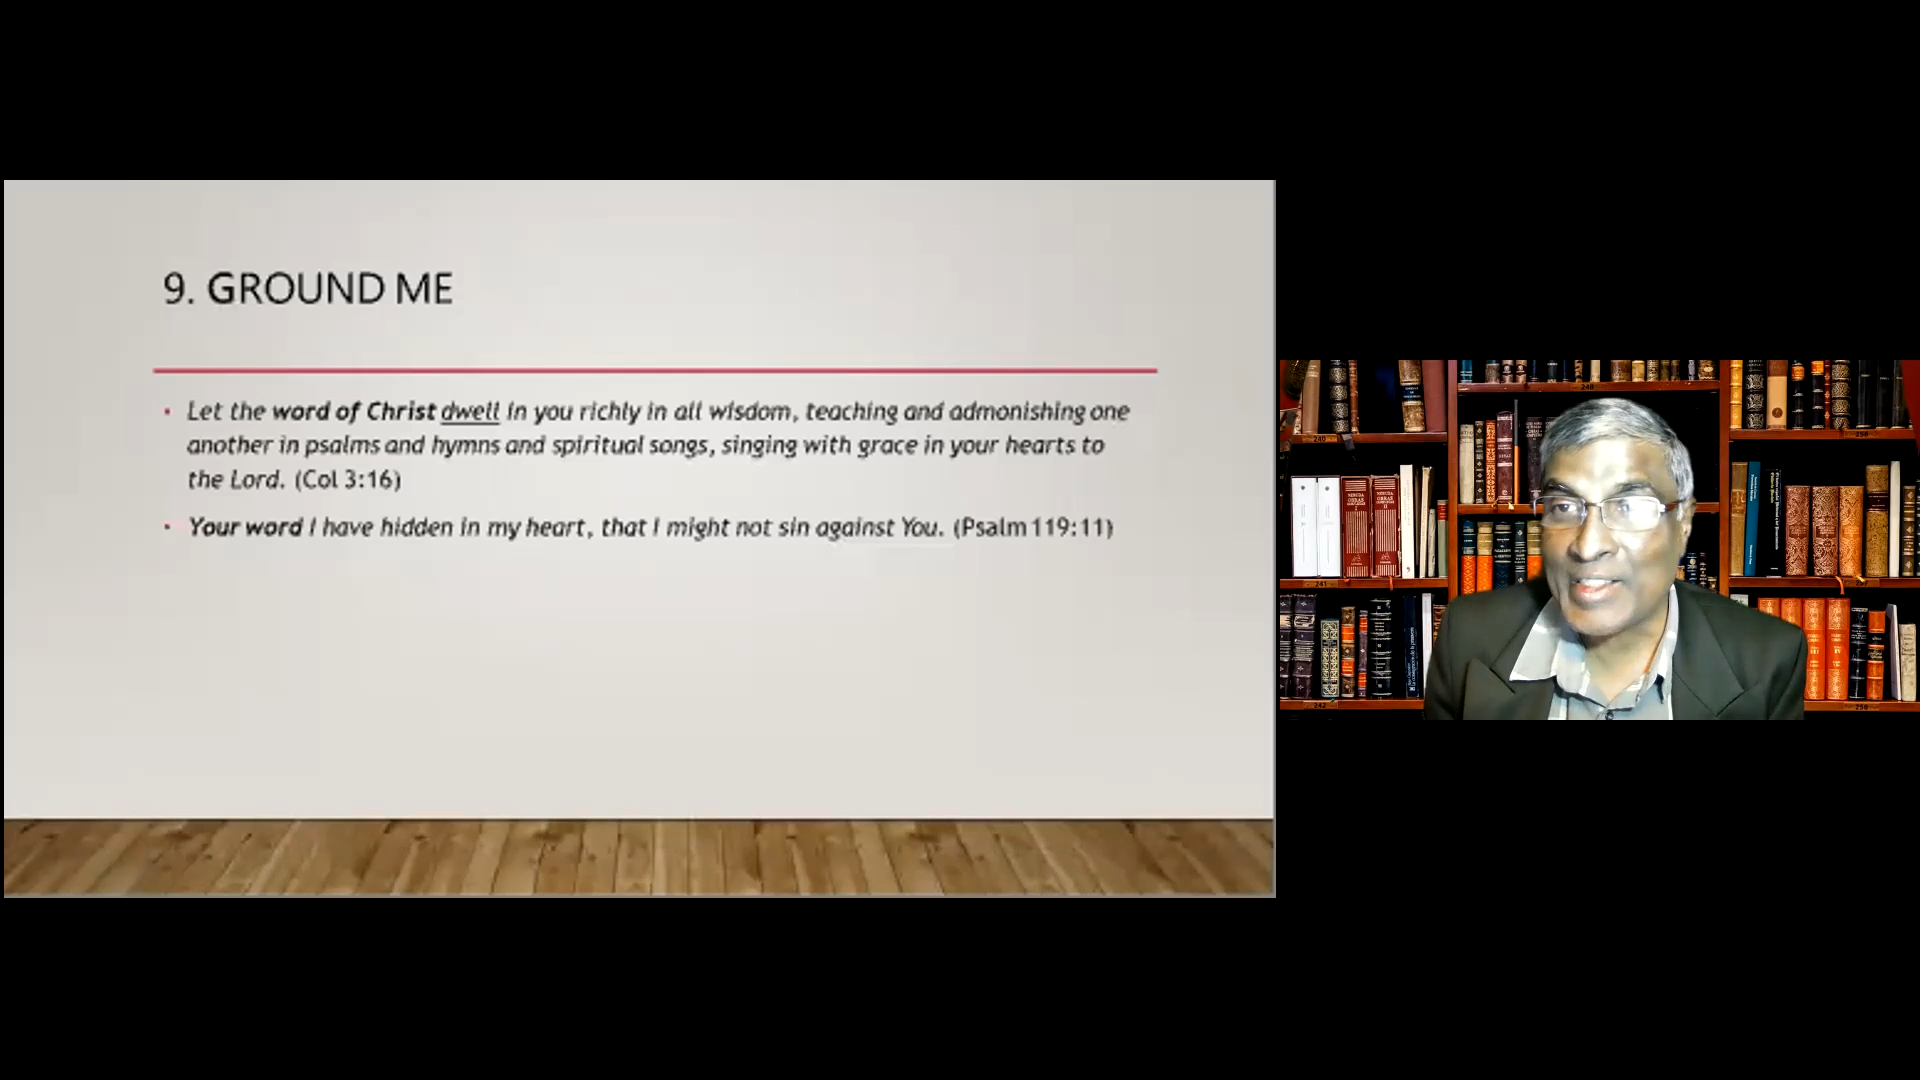 9. GROUND ME
• Let the word of Christ dwell in you richly in all wisdom, teaching and admonishing one
another in psalms and hymns and spiritual songs, singing with grace in your hearts to
the Lord. (Col 3:16)
• Your word I have hidden in my heart, that I might not sin against You. (Psalm 119:11)
241
242